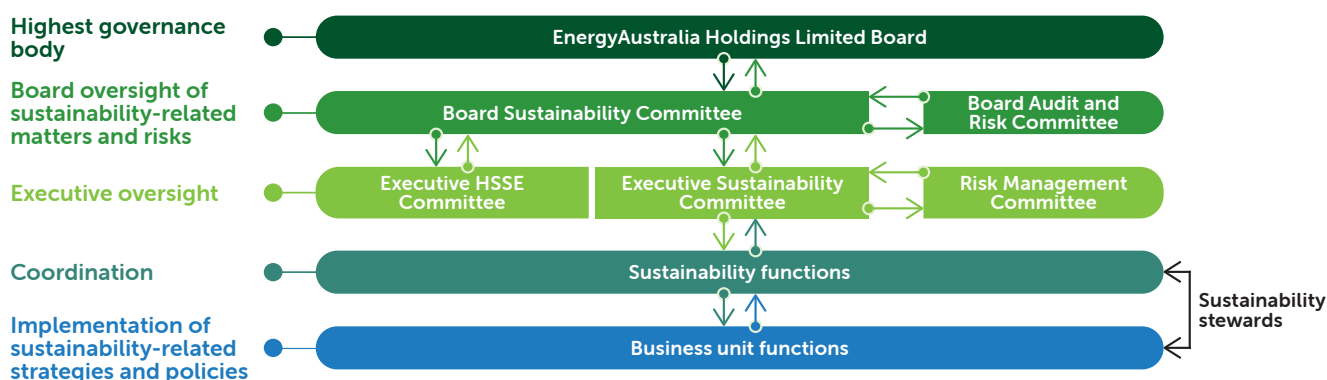 Highest governance
body
EnergyAustralia Holdings Limited Board
Board oversight of
sustainability-related
matters and risks
Board Sustainability Committee
Board Audit and
Risk Committee
Executive oversight
Executive HSSE
Committee
Executive Sustainability
Committee
Risk Management
Committee
Coordination
Sustainability functions
Sustainability
stewards
Implementation of
sustainability-related
strategies and policies
Business unit functions